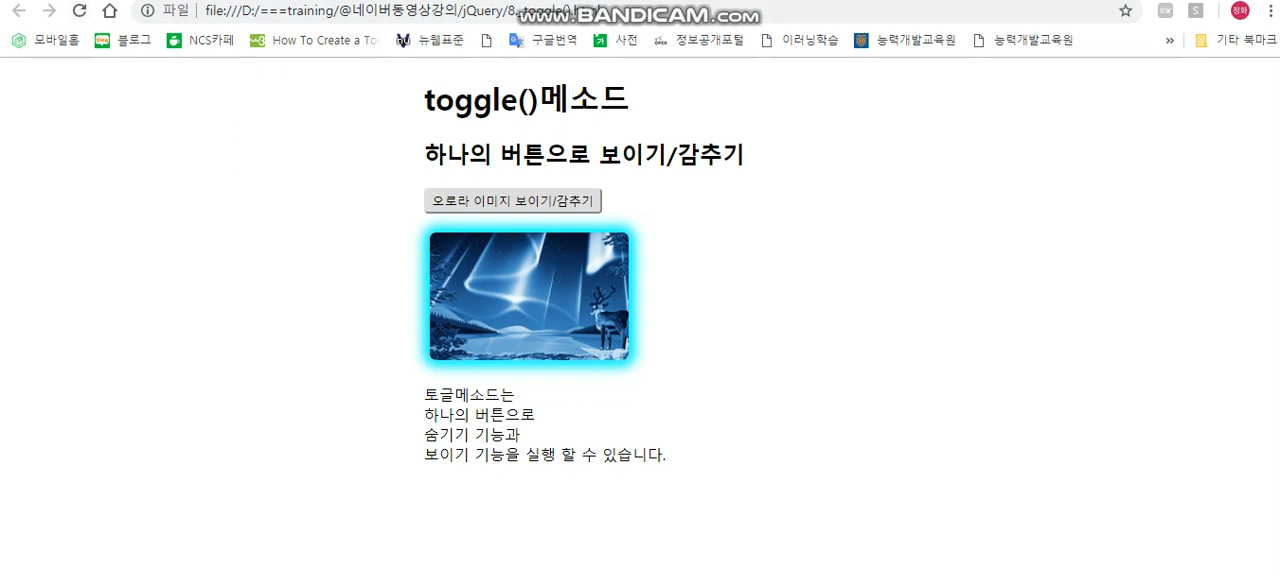 파일 file:///D:/===training/@네이버동영상강의/jQuery/8._toggle()
www.BANDICAM.com
정화
모바일홈 블로그 NCS카페 How To Create a To 뉴웹표준 구글번역 사전 정보공개포털 이러닝학습 능력개발교육원 능력개발교육원 » 기타 북마크
toggle()메소드
하나의 버튼으로 보이기/감추기
오로라 이미지 보이기/감추기
토글메소드는
하나의 버튼으로
숨기기 기능과
보이기 기능을 실행 할 수 있습니다.